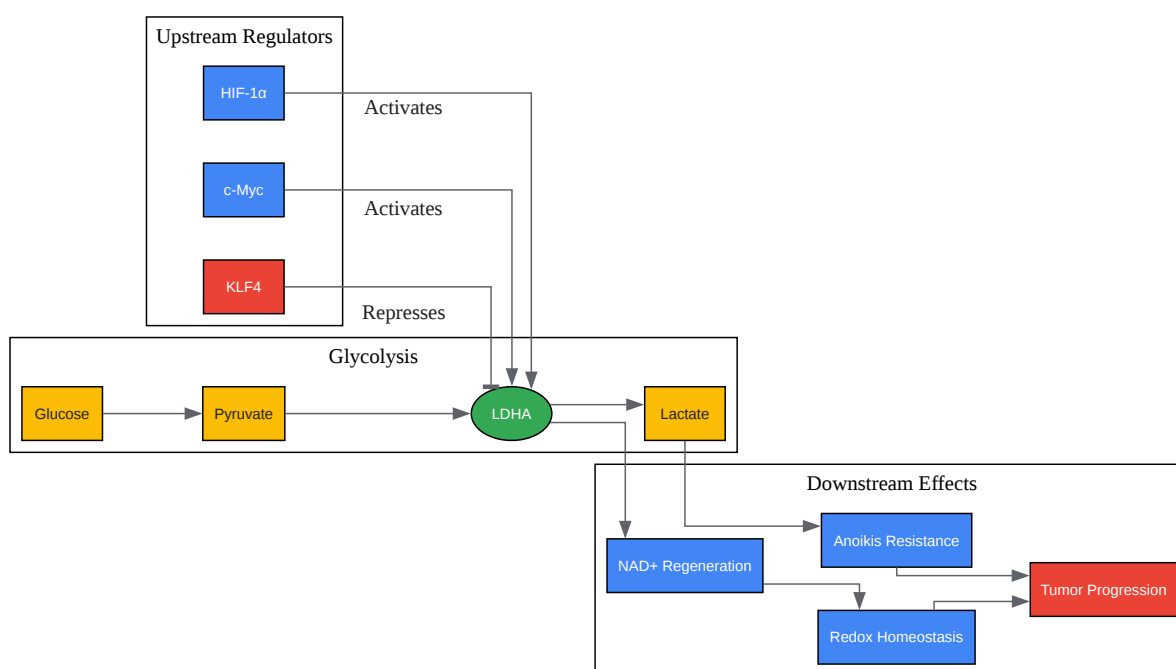 Upstream Regulators
HIF-1α
Activates
c-Myc
Activates
KLF4
Represses
Glycolysis
Glucose
Pyruvate
LDHA
Lactate
Downstream Effects
Anoikis Resistance
NAD+ Regeneration
Tumor Progression
Redox Homeostasis